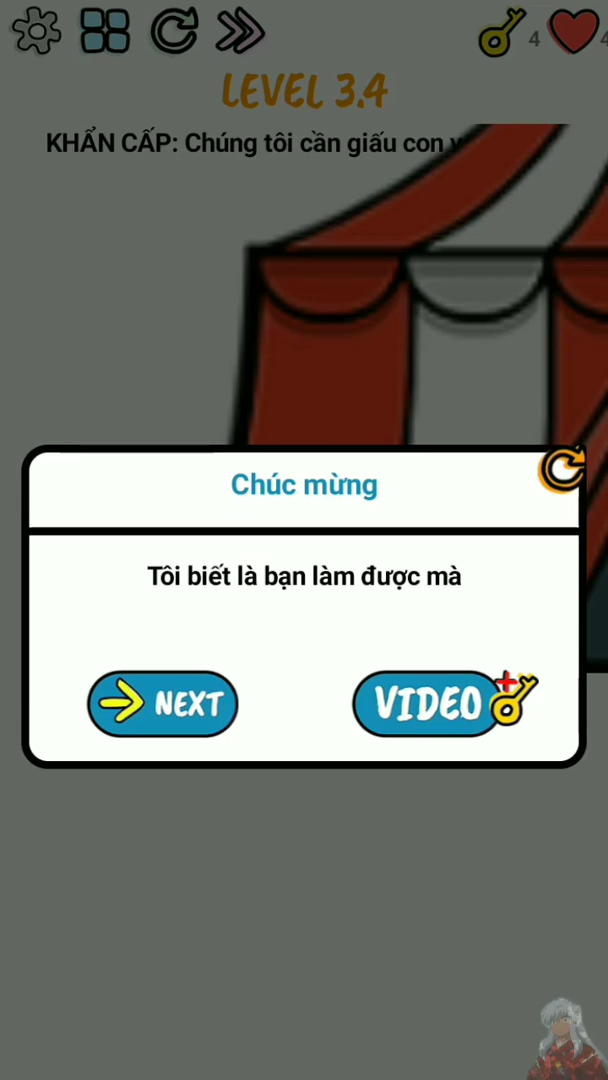 4
4
LEVEL 3.4
KHẨN CẤP: Chúng tôi cần giấu con
Chúc mừng
Tôi biết là bạn làm được mà
NEXT
VIDEO